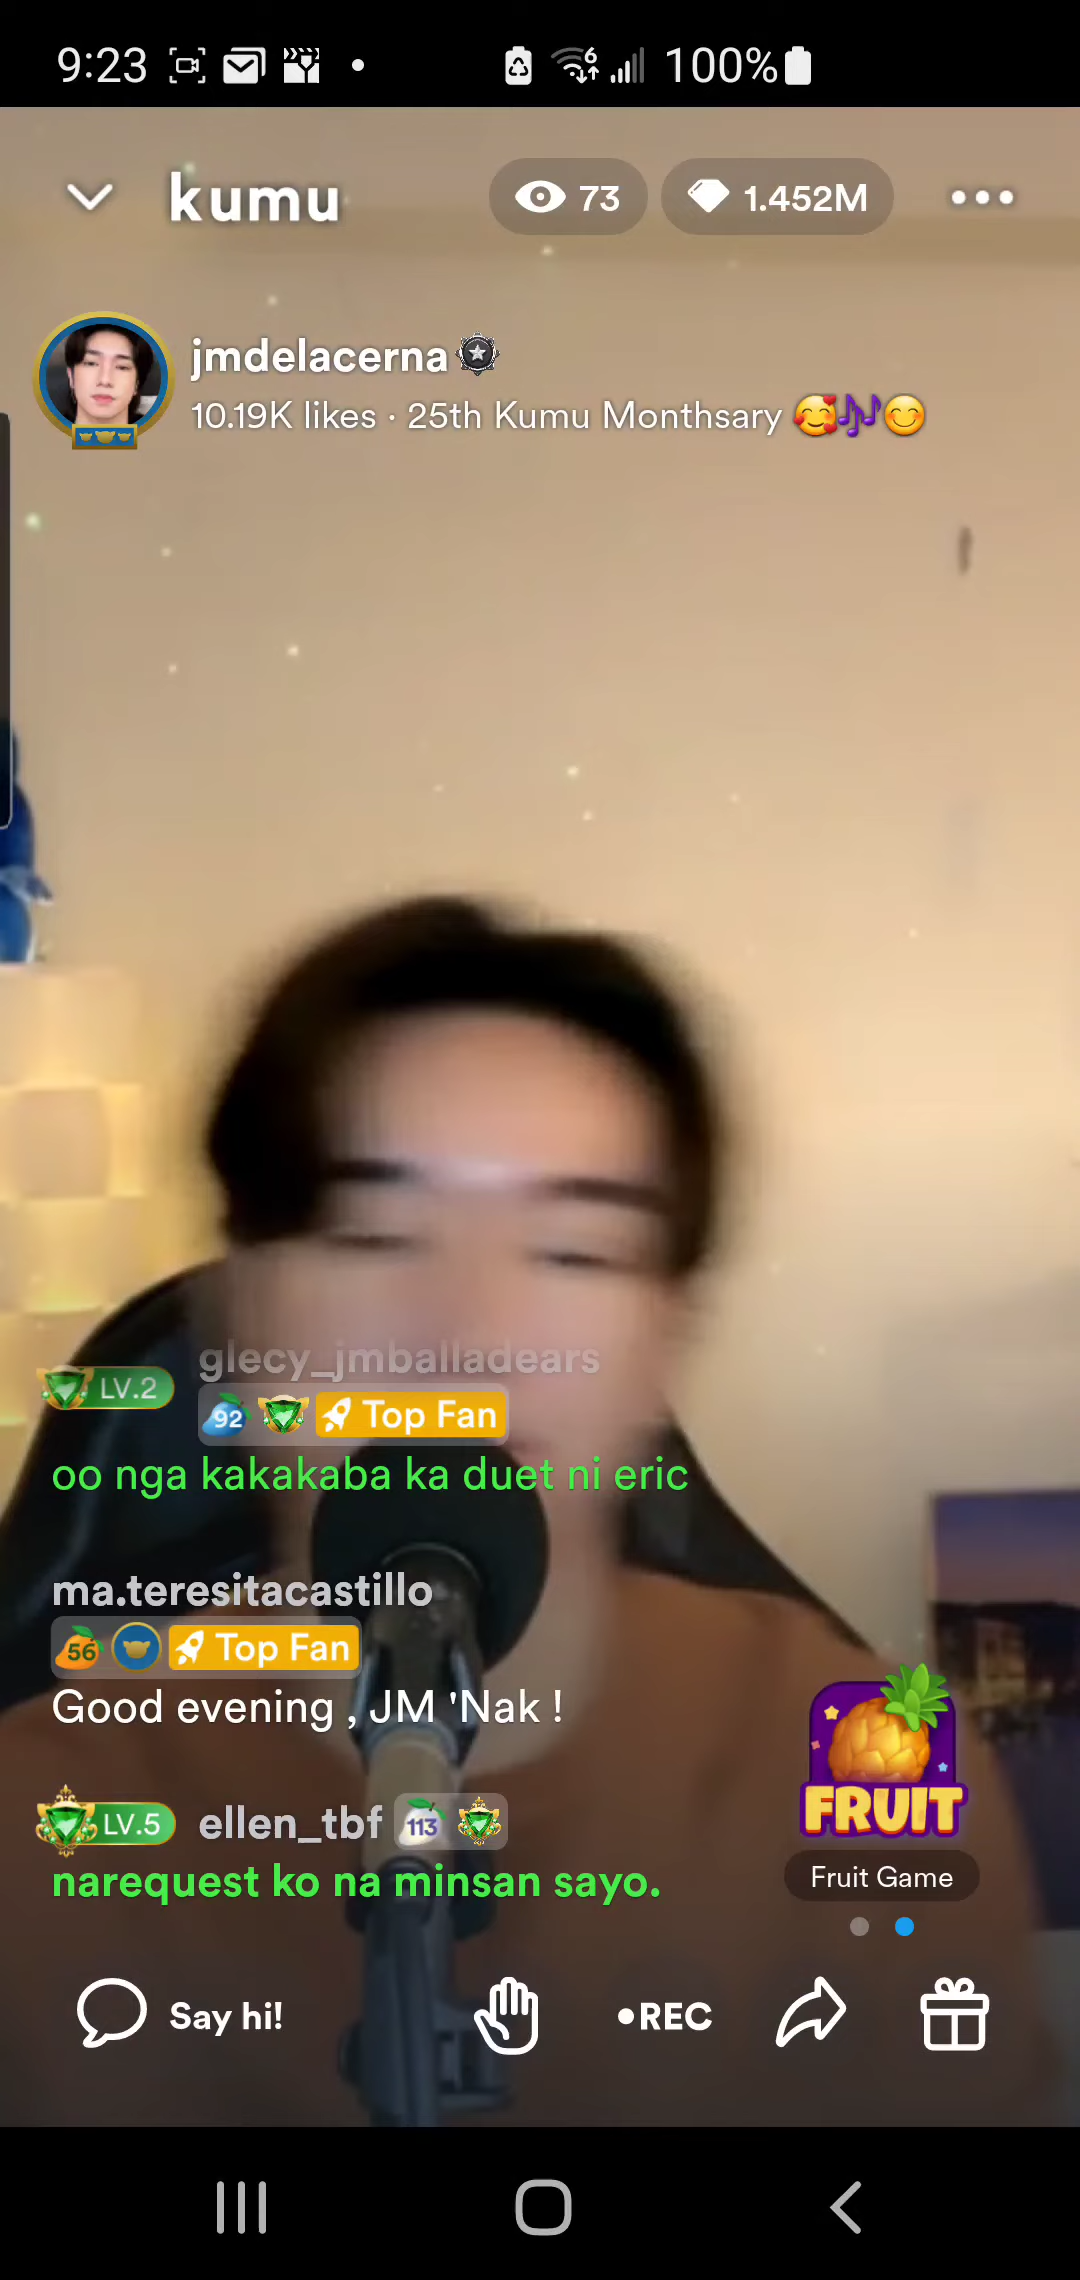 9:23 6 100%
kumu 73 1.452M
jmdelacerna
10.19K likes · 25th Kumu Monthsary 🥰🎶😊
glecy_jmballadears
LV.2
92 Top Fan
oo nga kakakaba ka duet ni eric
ma.teresitacastillo
56 Top Fan
Good evening , JM 'Nak !
LV.5 ellen_tbf 113
narequest ko na minsan sayo.
FRUIT
Fruit Game
Say hi! •REC